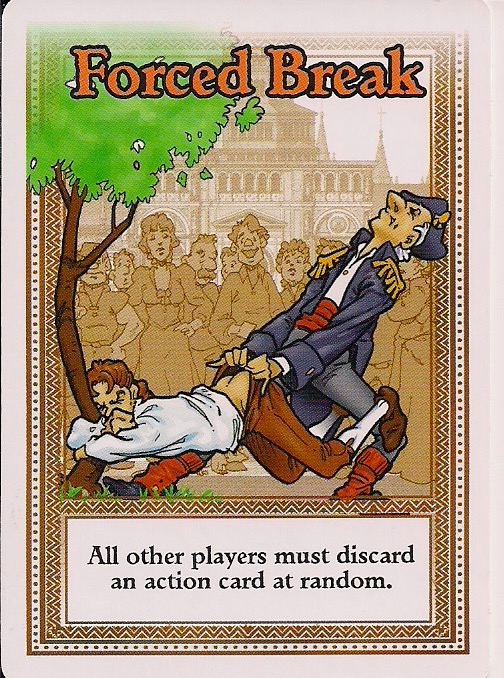 Forced Break
All other players must discard
an action card at random.